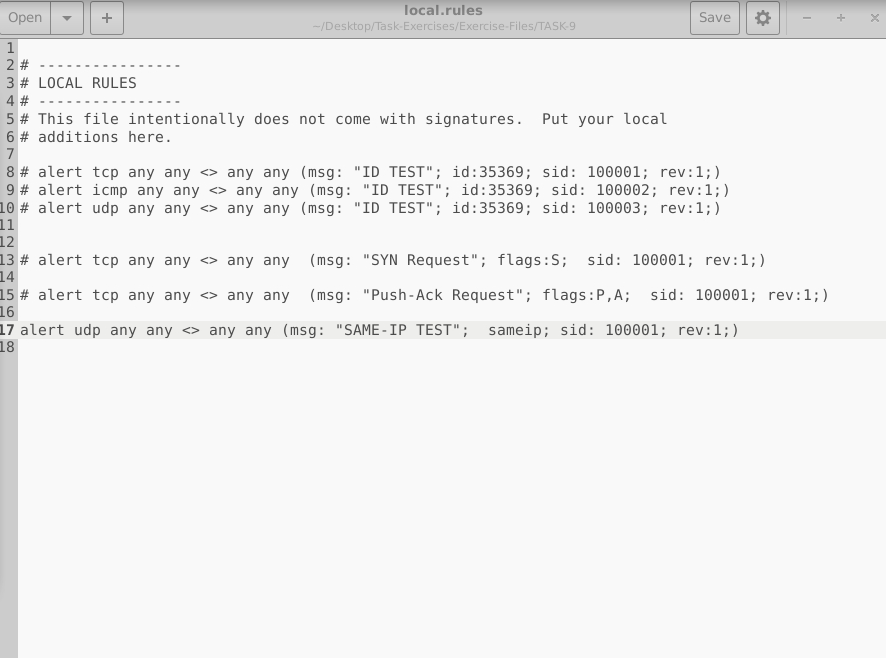 Open
local.rules
~/Desktop/Task-Exercises/Exercise-Files/TASK-9
Save
1
2 # ----------------
3 # LOCAL RULES
4 # ----------------
5 # This file intentionally does not come with signatures.  Put your local
6 # additions here.
7
8 # alert tcp any any <> any any (msg: "ID TEST"; id:35369; sid: 100001; rev:1;)
9 # alert icmp any any <> any any (msg: "ID TEST"; id:35369; sid: 100002; rev:1;)
10 # alert udp any any <> any any (msg: "ID TEST"; id:35369; sid: 100003; rev:1;)
11
12
13 # alert tcp any any <> any any  (msg: "SYN Request"; flags:S;  sid: 100001; rev:1;)
14
15 # alert tcp any any <> any any  (msg: "Push-Ack Request"; flags:P,A;  sid: 100001; rev:1;)
16
17 alert udp any any <> any any (msg: "SAME-IP TEST";  sameip; sid: 100001; rev:1;)
18